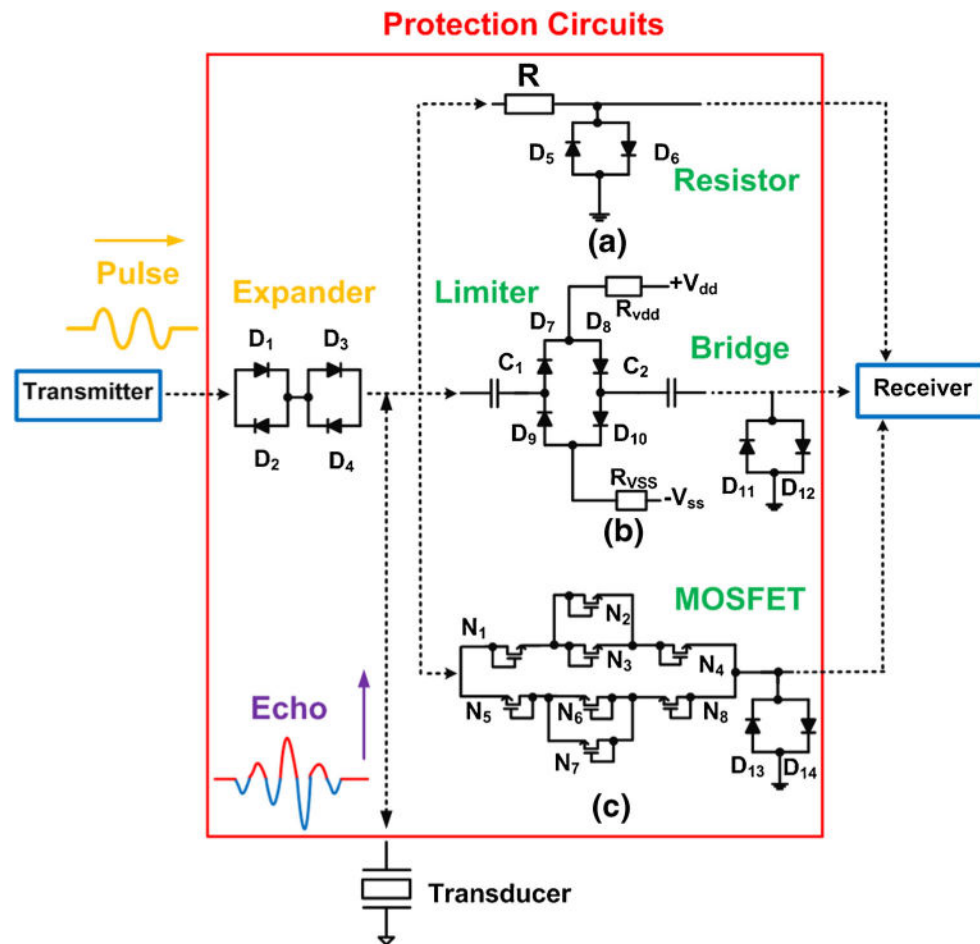 Protection Circuits
R
D5 D6
Resistor
(a)
Pulse
Expander
Limiter
+Vdd
Rvdd
D7 D8
Bridge
D1 D3
C1 C2
Transmitter
Receiver
D2 D4
D9 D10
D11 D12
RVSS
-Vss
(b)
MOSFET
N2
N1 N3 N4
Echo
N5 N6 N8
N7
D13 D14
(c)
Transducer